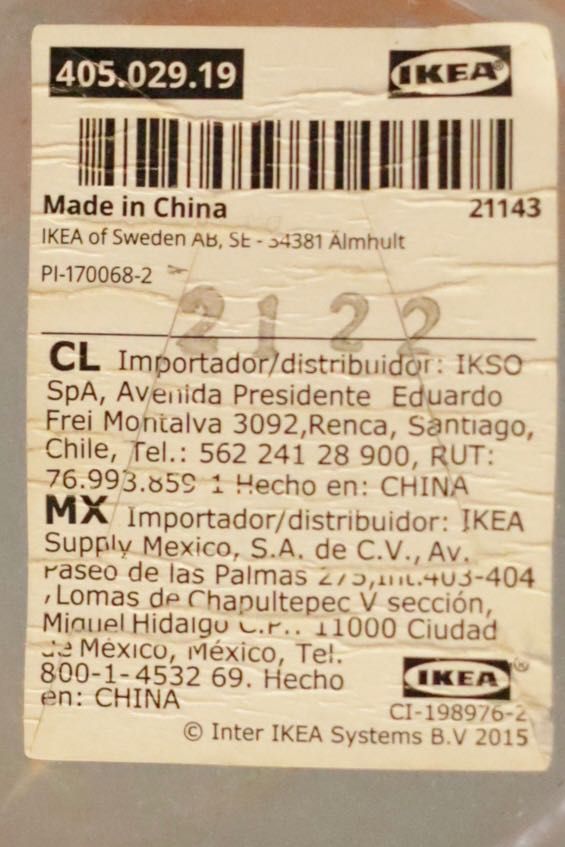 405.029.19
IKEA®
Made in China
21143
IKEA of Sweden AB, SE - 34381 Älmhult
PI-170068-2
2122
CL Importador/distribuidor: IKSO
SpA, Avenida Presidente Eduardo
Frei Montalva 3092,Renca, Santiago,
Chile, Tel.: 562 241 28 900, RUT:
76.993.859 1 Hecho en: CHINA
MX Importador/distribuidor: IKEA
Supply Mexico, S.A. de C.V., Av.
Paseo de las Palmas 275,Int.403-404
,Lomas de Chapultepec V sección,
Miguel Hidalgo C.P.. 11000 Ciudad
de México, México, Tel.
800-1-4532 69. Hecho
en: CHINA
IKEA®
CI-198976-2
© Inter IKEA Systems B.V 2015